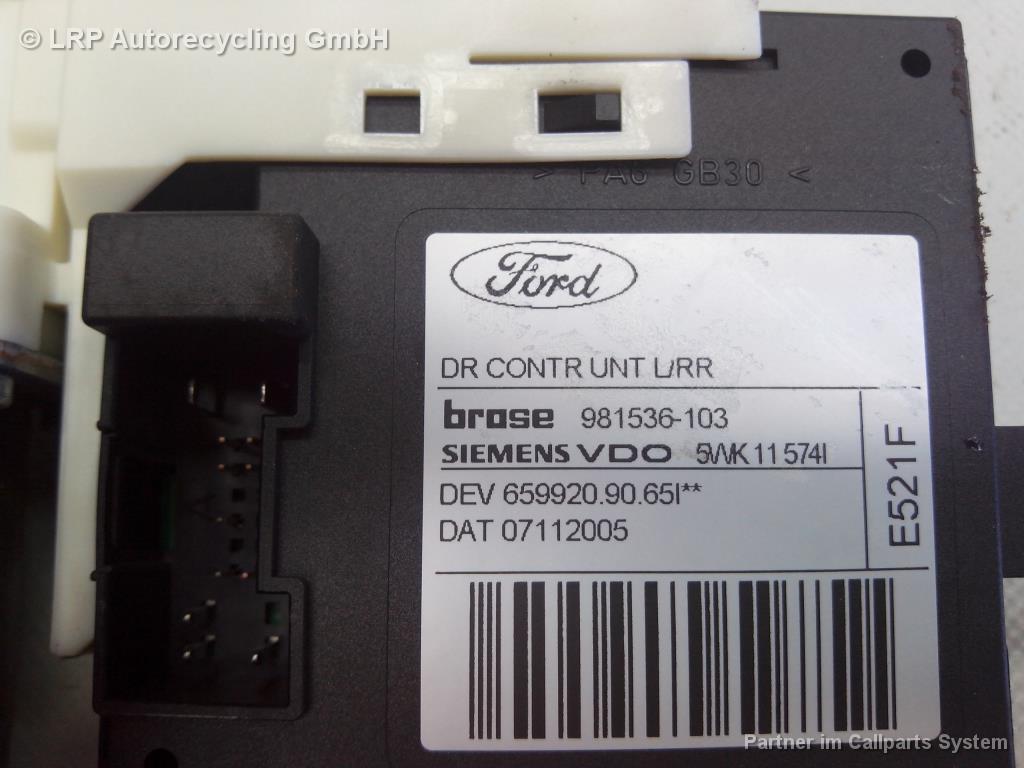 © LRP Autorecycling GmbH
> PA6 GB30 <
Ford
DR CONTR UNT L/RR
brose 981536-103
SIEMENS VDO 5WK11574I
DEV 659920.90.65I**
DAT 07112005
E521F
Partner im Callparts System